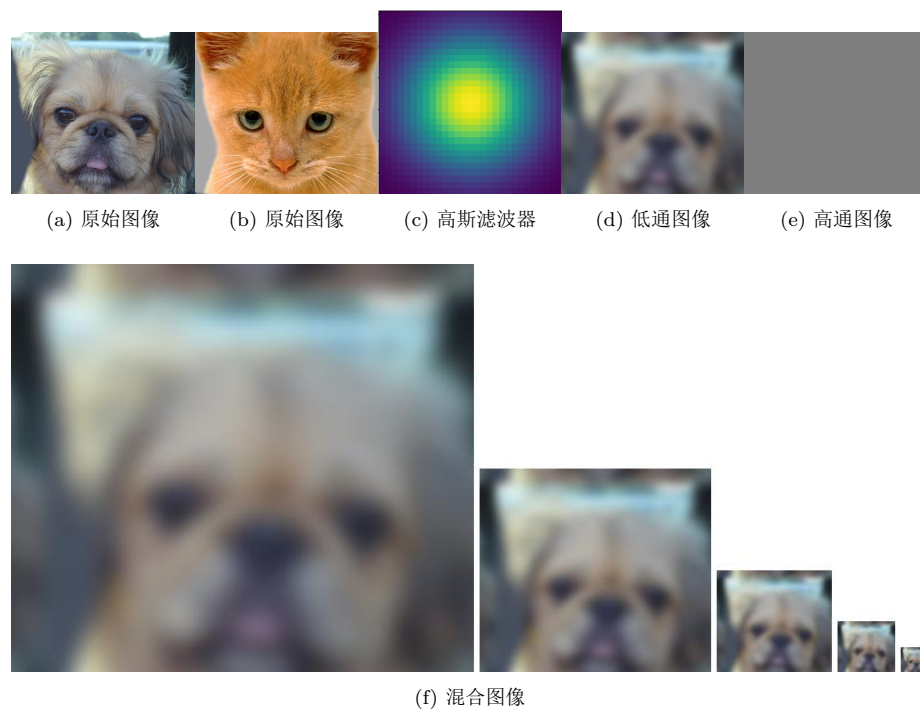 (a) 原始图像
(b) 原始图像
(c) 高斯滤波器
(d) 低通图像
(e) 高通图像
(f) 混合图像